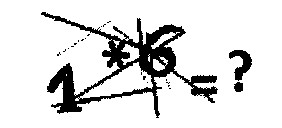 1 * 6 = ?